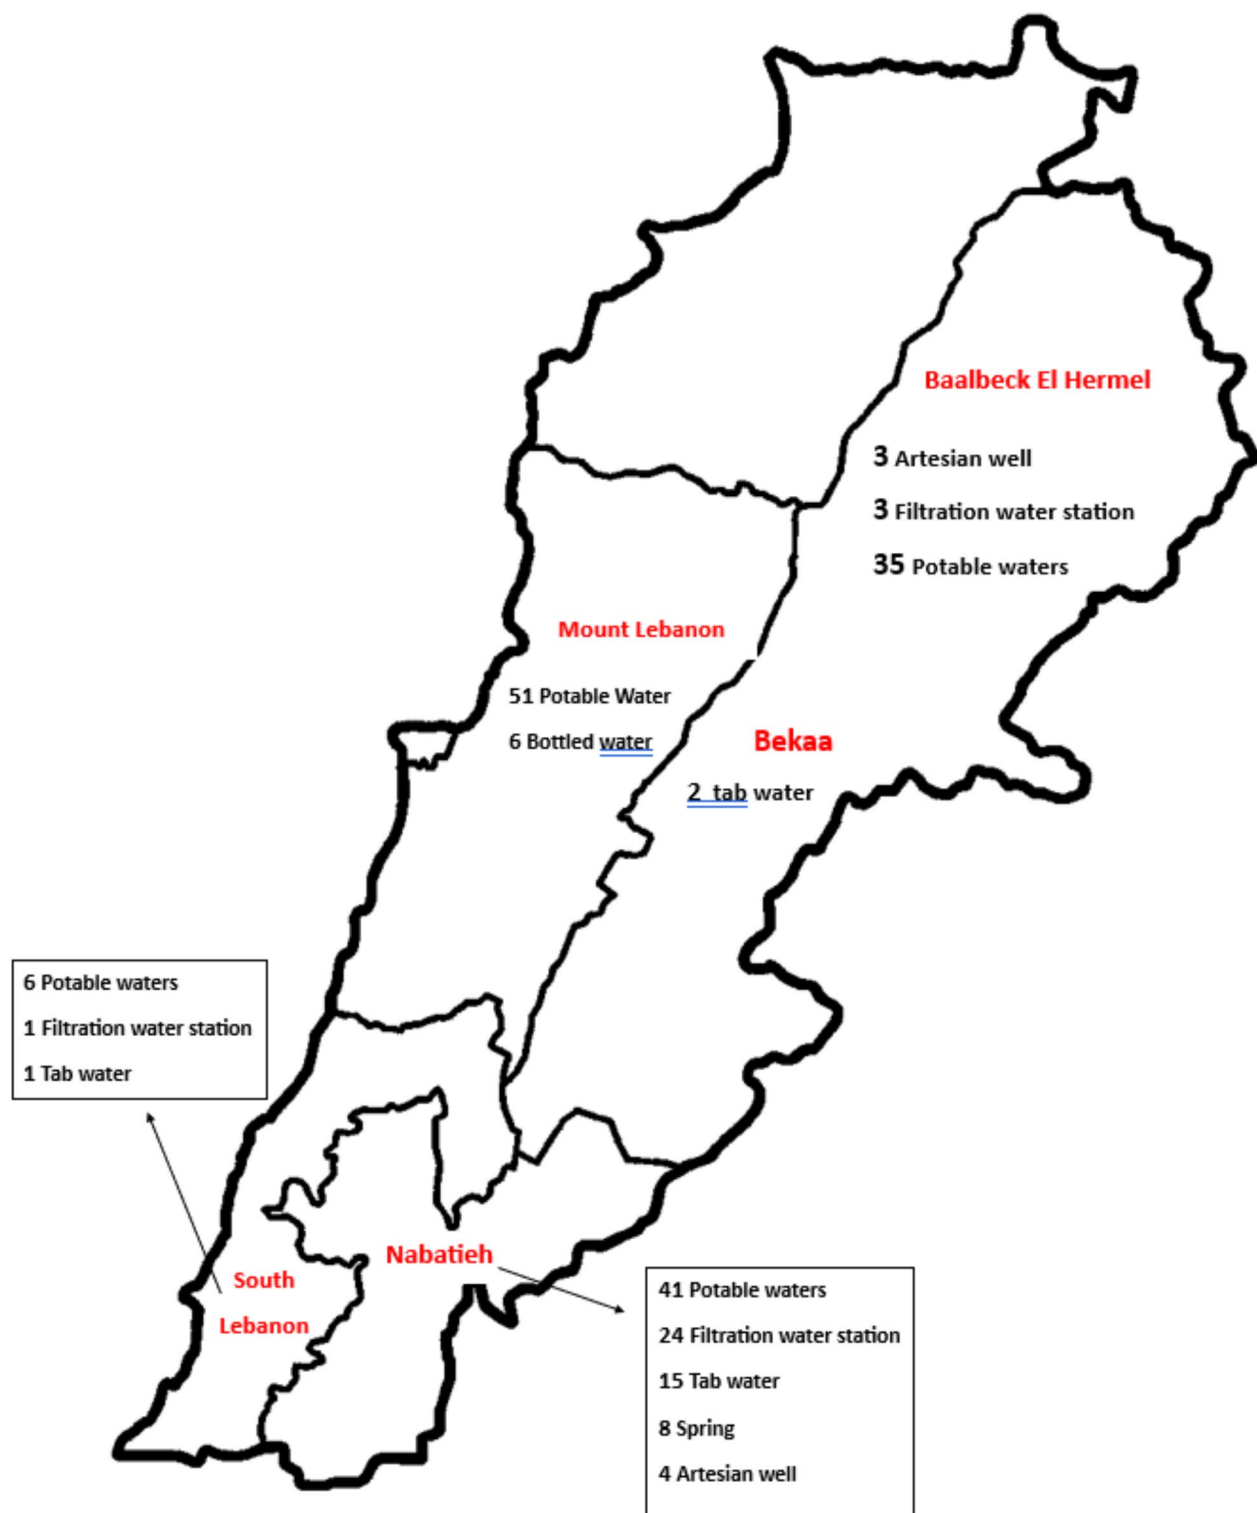 Baalbeck El Hermel
3 Artesian well
3 Filtration water station
35 Potable waters
Mount Lebanon
51 Potable Water
6 Bottled water
Bekaa
2 tab water
6 Potable waters
1 Filtration water station
1 Tab water
South
Lebanon
Nabatieh
41 Potable waters
24 Filtration water station
15 Tab water
8 Spring
4 Artesian well